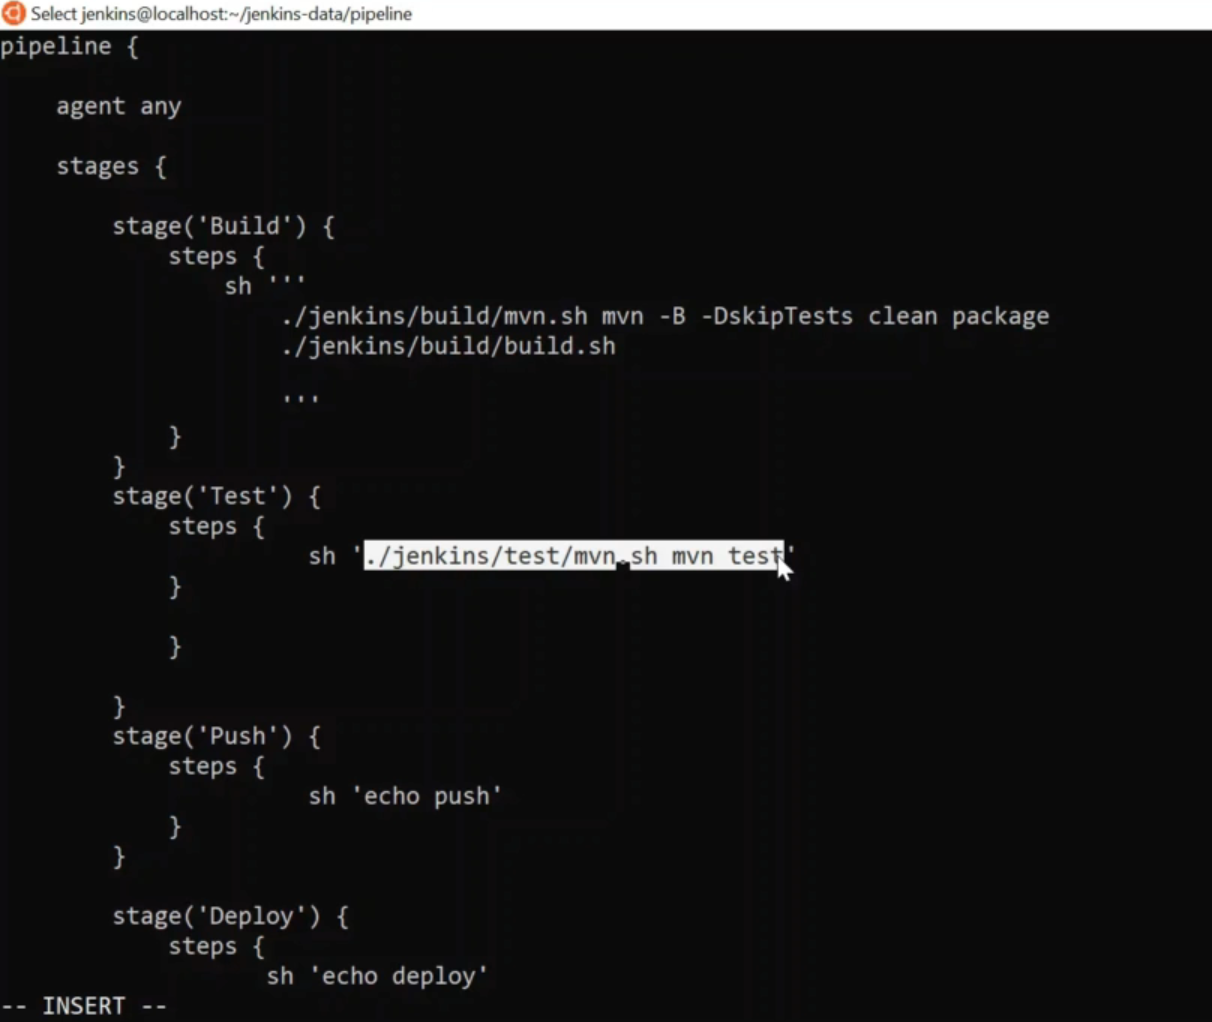 Select jenkins@localhost:~/jenkins-data/pipeline
pipeline {
agent any
stages {
stage('Build') {
steps {
sh '''
./jenkins/build/mvn.sh mvn -B -DskipTests clean package
./jenkins/build/build.sh
'''
}
}
stage('Test') {
steps {
sh './jenkins/test/mvn.sh mvn test'
}
}
}
stage('Push') {
steps {
sh 'echo push'
}
}
stage('Deploy') {
steps {
sh 'echo deploy'
-- INSERT --